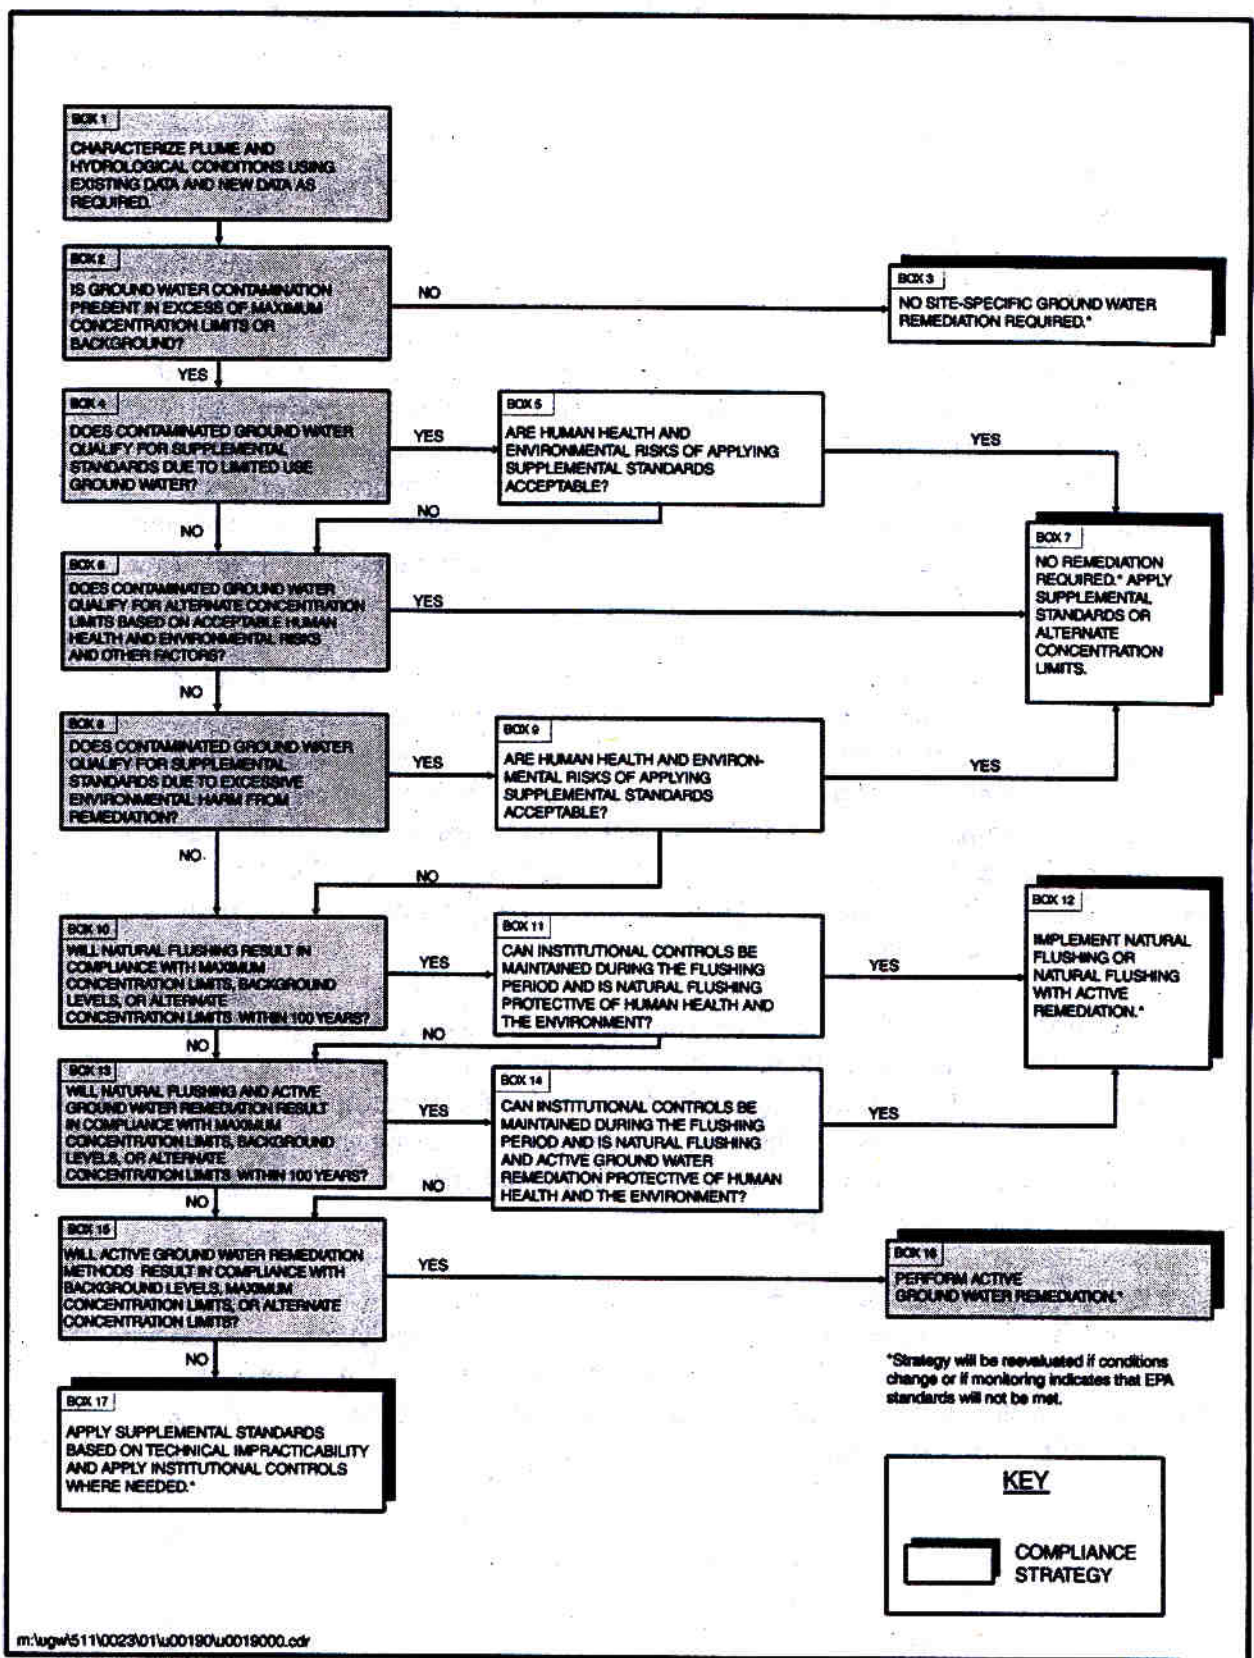 BOX 1
CHARACTERIZE PLUME AND
HYDROLOGICAL CONDITIONS USING
EXISTING DATA AND NEW DATA AS
REQUIRED.
BOX 2
IS GROUND WATER CONTAMINATION
PRESENT IN EXCESS OF MAXIMUM
CONCENTRATION LIMITS OR
BACKGROUND?
NO
BOX 3
NO SITE-SPECIFIC GROUND WATER
REMEDIATION REQUIRED.*
YES
BOX 4
DOES CONTAMINATED GROUND WATER
QUALIFY FOR SUPPLEMENTAL
STANDARDS DUE TO LIMITED USE
GROUND WATER?
YES
BOX 5
ARE HUMAN HEALTH AND
ENVIRONMENTAL RISKS OF APPLYING
SUPPLEMENTAL STANDARDS
ACCEPTABLE?
YES
NO
NO
BOX 6
DOES CONTAMINATED GROUND WATER
QUALIFY FOR ALTERNATE CONCENTRATION
LIMITS BASED ON ACCEPTABLE HUMAN
HEALTH AND ENVIRONMENTAL RISKS
AND OTHER FACTORS?
YES
BOX 7
NO REMEDIATION
REQUIRED.* APPLY
SUPPLEMENTAL
STANDARDS OR
ALTERNATE
CONCENTRATION
LIMITS.
NO
BOX 8
DOES CONTAMINATED GROUND WATER
QUALIFY FOR SUPPLEMENTAL
STANDARDS DUE TO EXCESSIVE
ENVIRONMENTAL HARM FROM
REMEDIATION?
YES
BOX 9
ARE HUMAN HEALTH AND ENVIRON-
MENTAL RISKS OF APPLYING
SUPPLEMENTAL STANDARDS
ACCEPTABLE?
YES
NO
NO
BOX 10
WILL NATURAL FLUSHING RESULT IN
COMPLIANCE WITH MAXIMUM
CONCENTRATION LIMITS, BACKGROUND
LEVELS, OR ALTERNATE
CONCENTRATION LIMITS WITHIN 100 YEARS?
YES
BOX 11
CAN INSTITUTIONAL CONTROLS BE
MAINTAINED DURING THE FLUSHING
PERIOD AND IS NATURAL FLUSHING
PROTECTIVE OF HUMAN HEALTH AND
THE ENVIRONMENT?
YES
BOX 12
IMPLEMENT NATURAL
FLUSHING OR
NATURAL FLUSHING
WITH ACTIVE
REMEDIATION.*
NO
NO
BOX 13
WILL NATURAL FLUSHING AND ACTIVE
GROUND WATER REMEDIATION RESULT
IN COMPLIANCE WITH MAXIMUM
CONCENTRATION LIMITS, BACKGROUND
LEVELS, OR ALTERNATE
CONCENTRATION LIMITS WITHIN 100 YEARS?
YES
BOX 14
CAN INSTITUTIONAL CONTROLS BE
MAINTAINED DURING THE FLUSHING
PERIOD AND IS NATURAL FLUSHING
AND ACTIVE GROUND WATER
REMEDIATION PROTECTIVE OF HUMAN
HEALTH AND THE ENVIRONMENT?
YES
NO
NO
BOX 15
WILL ACTIVE GROUND WATER REMEDIATION
METHODS RESULT IN COMPLIANCE WITH
BACKGROUND LEVELS, MAXIMUM
CONCENTRATION LIMITS, OR ALTERNATE
CONCENTRATION LIMITS?
YES
BOX 16
PERFORM ACTIVE
GROUND WATER REMEDIATION.*
NO
*Strategy will be reevaluated if conditions
change or if monitoring indicates that EPA
standards will not be met.
BOX 17
APPLY SUPPLEMENTAL STANDARDS
BASED ON TECHNICAL IMPRACTICABILITY
AND APPLY INSTITUTIONAL CONTROLS
WHERE NEEDED.*
KEY
COMPLIANCE
STRATEGY
m:\ugw\511\0023\01\u00190\u0019000.cdr